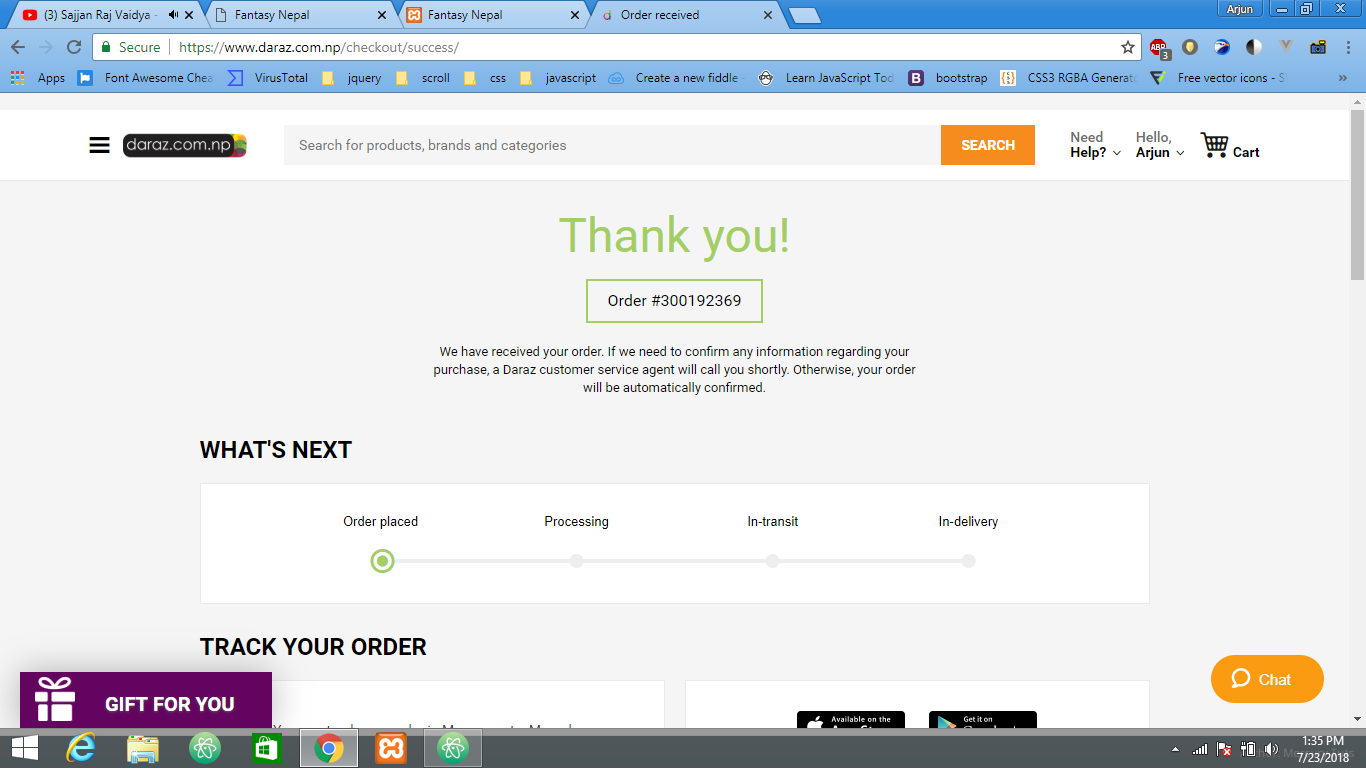 (3) Sajjan Raj Vaidya -
Fantasy Nepal
Fantasy Nepal
Order received
Arjun
Secure
https://www.daraz.com.np/checkout/success/
ABP
3
Apps
Font Awesome Chea
VirusTotal
jquery
scroll
css
javascript
Create a new fiddle
Learn JavaScript Tod
B
bootstrap
CSS3 RGBA Generato
Free vector icons - S
»
daraz.com.np
Search for products, brands and categories
SEARCH
Need
Help?
Hello,
Arjun
Cart
Thank you!
Order #300192369
We have received your order. If we need to confirm any information regarding your
purchase, a Daraz customer service agent will call you shortly. Otherwise, your order
will be automatically confirmed.
WHAT'S NEXT
Order placed
Processing
In-transit
In-delivery
TRACK YOUR ORDER
GIFT FOR YOU
Available on the
Get it on
Chat
1:35 PM
7/23/2018